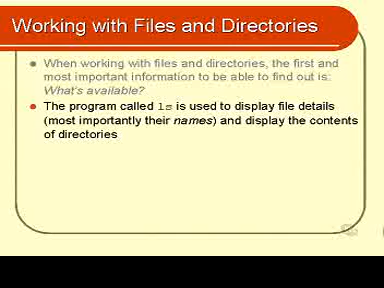 Working with Files and Directories
When working with files and directories, the first and
most important information to be able to find out is:
What's available?
The program called ls is used to display file details
(most importantly their names) and display the contents
of directories